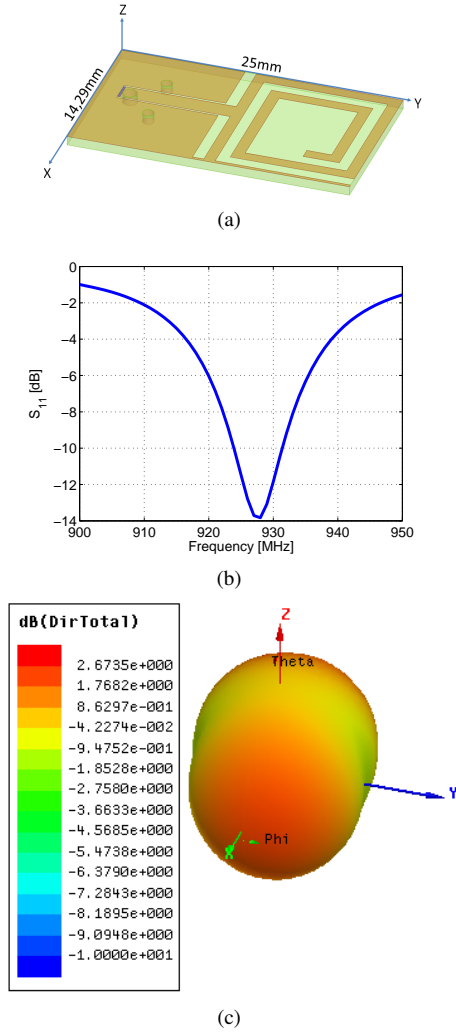 Z
25mm
14,29mm
Y
X
(a)
0
−2
−4
−6
−8
−10
−12
−14
S11 [dB]
900 910 920 930 940 950
Frequency [MHz]
(b)
dB(DirTotal)
2.6735e+000
1.7682e+000
8.6297e-001
-4.2274e-002
-9.4752e-001
-1.8528e+000
-2.7580e+000
-3.6633e+000
-4.5685e+000
-5.4738e+000
-6.3790e+000
-7.2843e+000
-8.1895e+000
-9.0948e+000
-1.0000e+001
Z
Theta
Y
Phi
X
(c)